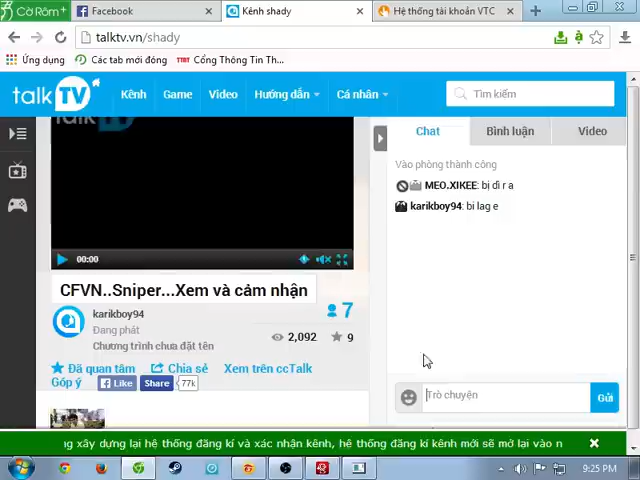 Cờ Rôm+
Facebook
Kênh shady
Hệ thống tài khoản VTC
talktv.vn/shady
Ứng dụng
Các tab mới đóng
Cổng Thông Tin Th...
talkTV
Kênh
Game
Video
Hướng dẫn
Cá nhân
Tìm kiếm
talkTV
00:00
CFVN..Sniper...Xem và cảm nhận
karikboy94
7
Đang phát
Chương trình chưa đặt tên
2,092
9
Đã quan tâm
Chia sẻ
Xem trên ccTalk
Góp ý
Like
Share
77k
Chat
Bình luận
Video
Vào phòng thành công
MEO.XIKEE: bị dì r a
karikboy94: bi lag e
Trò chuyện
Gửi
ng xây dựng lại hệ thống đăng kí và xác nhận kênh, hệ thống đăng kí kênh mới sẽ mở lại vào n
9:25 PM